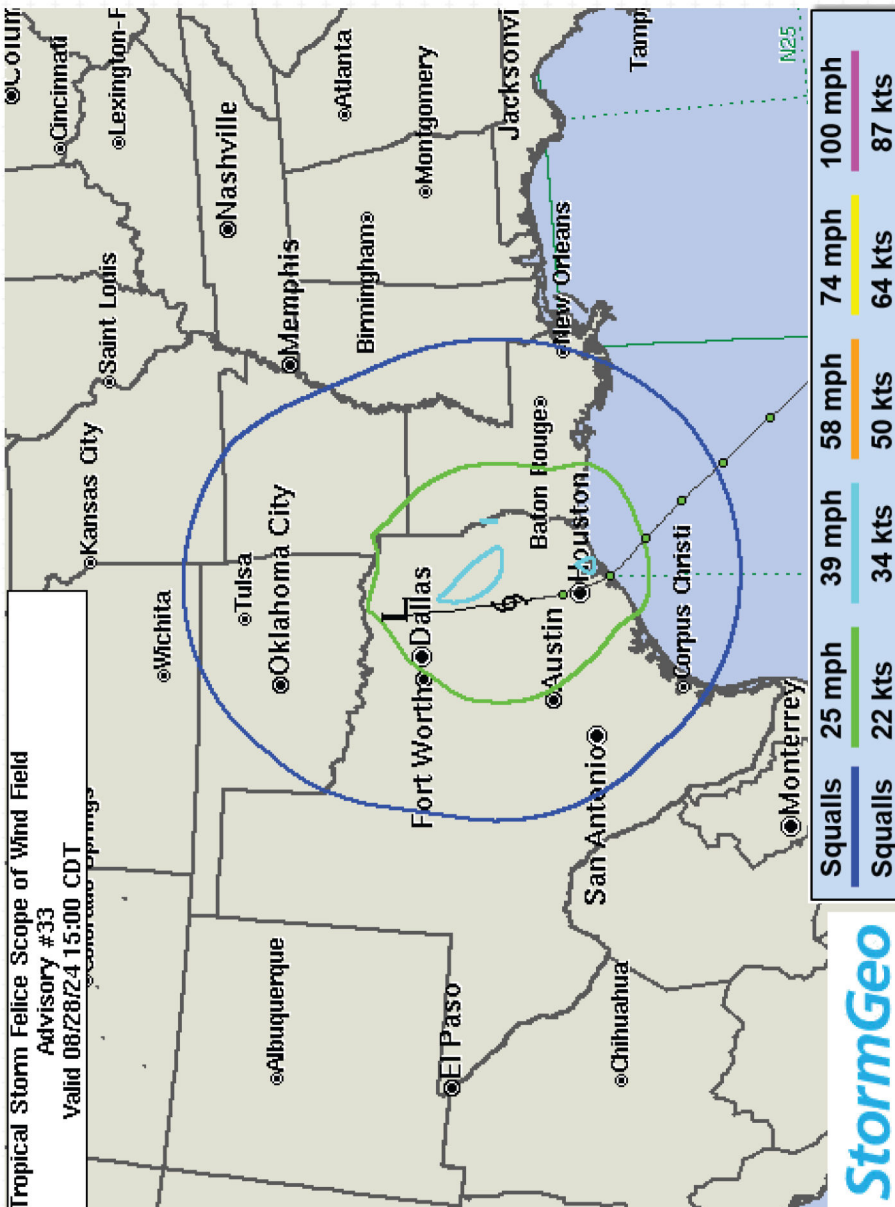 Tropical Storm Felice Scope of Wind Field
Advisory #33
Valid 08/28/24 15:00 CDT
Wichita
Kansas City
Saint Louis
Cincinnati
Lexington-F
Colum
Albuquerque
Oklahoma City
Tulsa
Memphis
Nashville
El Paso
Fort Worth
Dallas
L
Birmingham
Atlanta
Montgomery
Chihuahua
San Antonio
Austin
Houston
Baton Rouge
New Orleans
Jacksonvi
Monterrey
Corpus Christi
Tamp
N25
Squalls 25 mph 39 mph 58 mph 74 mph 100 mph
Squalls 22 kts 34 kts 50 kts 64 kts 87 kts
StormGeo